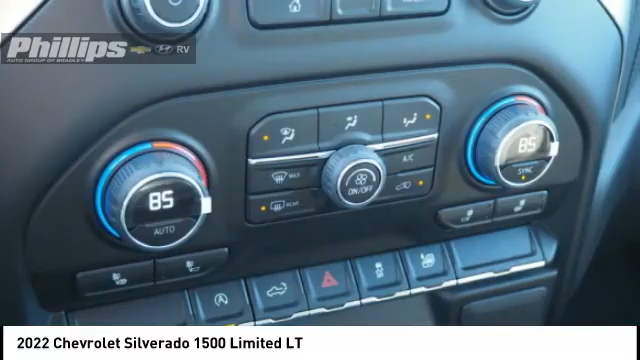 Phillips
AUTO GROUP OF BRADLEY
RV
85
AUTO
MAX
REAR
ON/OFF
A/C
85
SYNC
2022 Chevrolet Silverado 1500 Limited LT